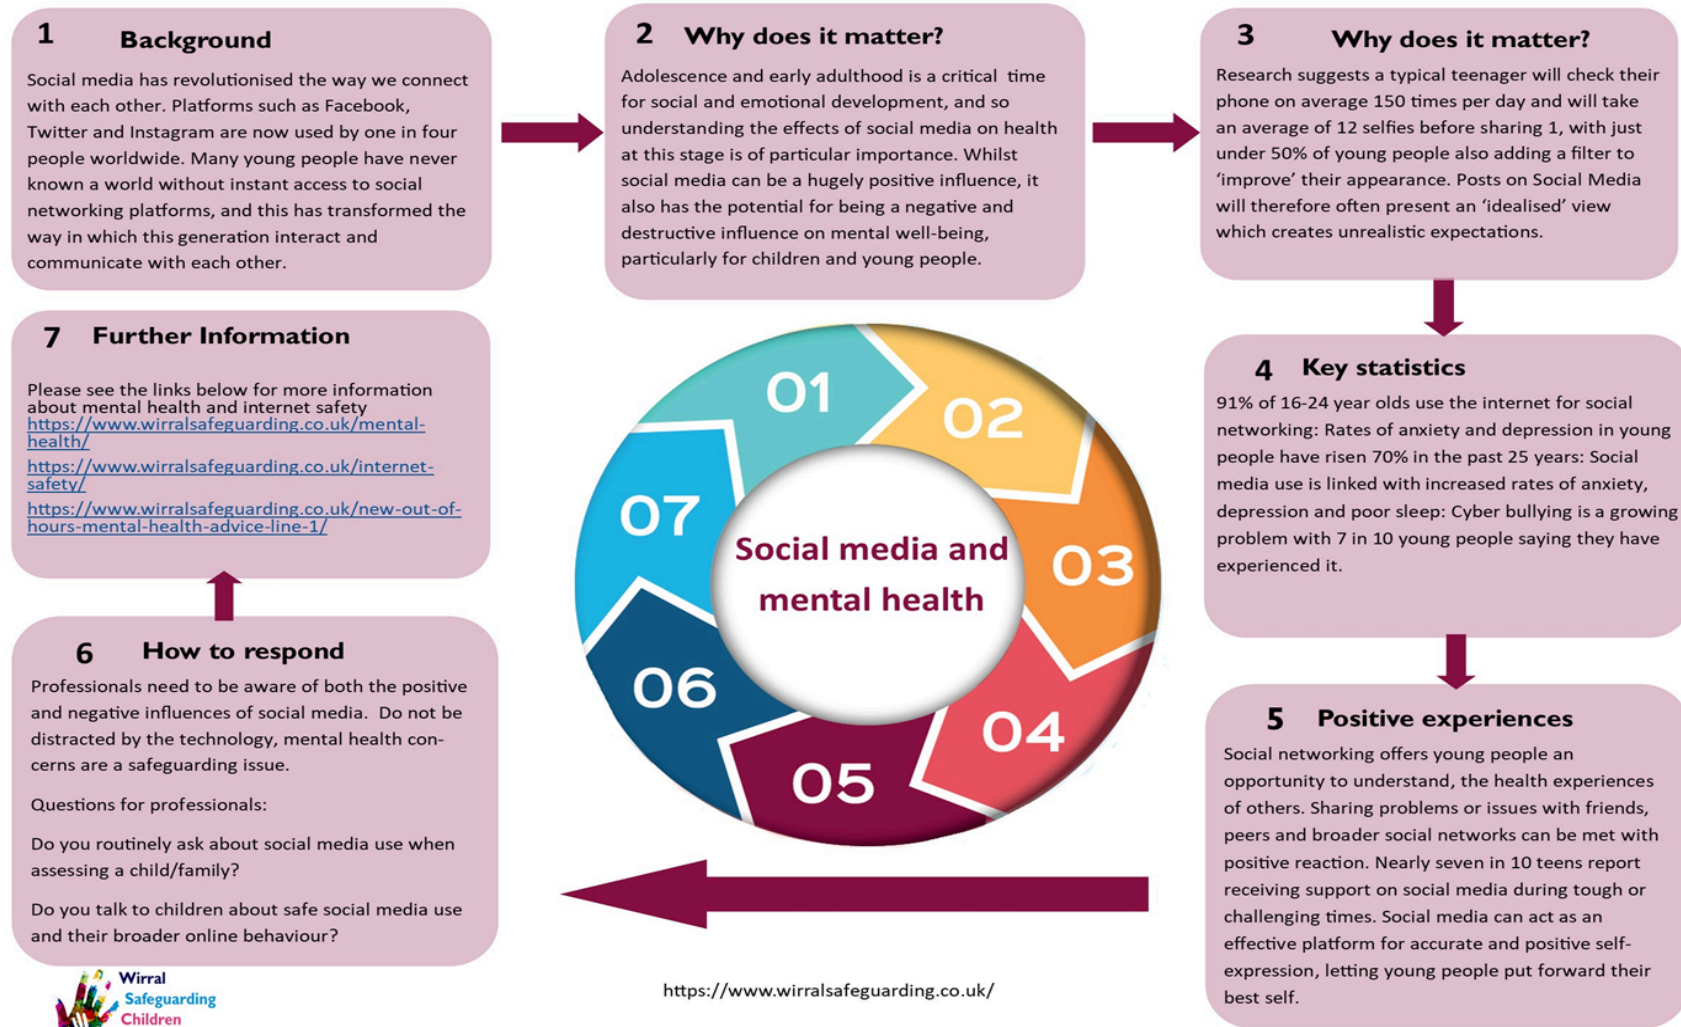 1 Background
Social media has revolutionised the way we connect
with each other. Platforms such as Facebook,
Twitter and Instagram are now used by one in four
people worldwide. Many young people have never
known a world without instant access to social
networking platforms, and this has transformed the
way in which this generation interact and
communicate with each other.
2 Why does it matter?
Adolescence and early adulthood is a critical time
for social and emotional development, and so
understanding the effects of social media on health
at this stage is of particular importance. Whilst
social media can be a hugely positive influence, it
also has the potential for being a negative and
destructive influence on mental well-being,
particularly for children and young people.
3 Why does it matter?
Research suggests a typical teenager will check their
phone on average 150 times per day and will take
an average of 12 selfies before sharing 1, with just
under 50% of young people also adding a filter to
‘improve’ their appearance. Posts on Social Media
will therefore often present an ‘idealised’ view
which creates unrealistic expectations.
4 Key statistics
91% of 16-24 year olds use the internet for social
networking: Rates of anxiety and depression in young
people have risen 70% in the past 25 years: Social
media use is linked with increased rates of anxiety,
depression and poor sleep: Cyber bullying is a growing
problem with 7 in 10 young people saying they have
experienced it.
5 Positive experiences
Social networking offers young people an
opportunity to understand, the health experiences
of others. Sharing problems or issues with friends,
peers and broader social networks can be met with
positive reaction. Nearly seven in 10 teens report
receiving support on social media during tough or
challenging times. Social media can act as an
effective platform for accurate and positive self-
expression, letting young people put forward their
best self.
6 How to respond
Professionals need to be aware of both the positive
and negative influences of social media. Do not be
distracted by the technology, mental health con-
cerns are a safeguarding issue.
Questions for professionals:
Do you routinely ask about social media use when
assessing a child/family?
Do you talk to children about safe social media use
and their broader online behaviour?
7 Further Information
Please see the links below for more information
about mental health and internet safety
https://www.wirralsafeguarding.co.uk/mental-
health/
https://www.wirralsafeguarding.co.uk/internet-
safety/
https://www.wirralsafeguarding.co.uk/new-out-of-
hours-mental-health-advice-line-1/
01
02
03
04
05
06
07
Social media and
mental health
Wirral
Safeguarding
Children
https://www.wirralsafeguarding.co.uk/